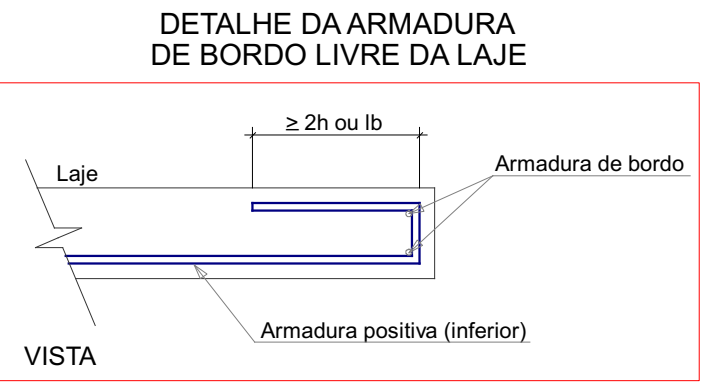 DETALHE DA ARMADURA
DE BORDO LIVRE DA LAJE
≥ 2h ou lb
Laje
Armadura de bordo
Armadura positiva (inferior)
VISTA